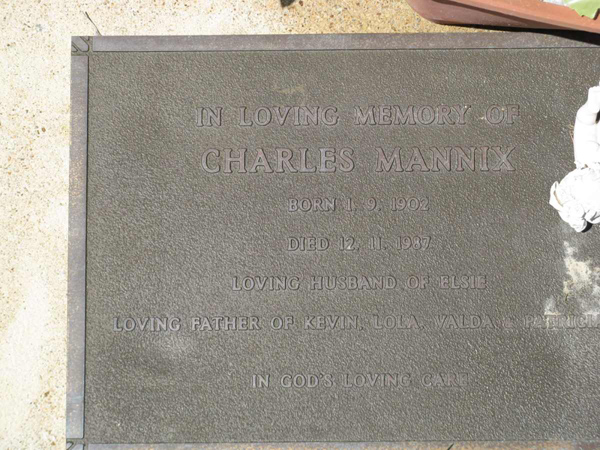 IN LOVING MEMORY OF
CHARLES MANNIX
BORN 1. 9. 1902
DIED 12. 11. 1987
LOVING HUSBAND OF ELSIE
LOVING FATHER OF KEVIN, LOLA, VALDA &
IN GOD'S LOVING CARE